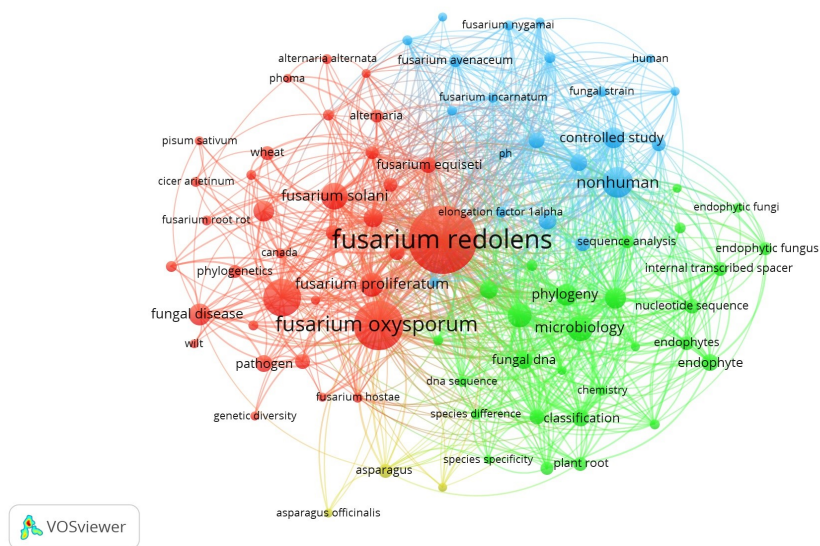 fusarium nygamai
alternaria alternata
fusarium avenaceum
human
phoma
fusarium incarnatum
fungal strain
alternaria
pisum sativum
controlled study
wheat
ph
fusarium equiseti
cicer arietinum
nonhuman
fusarium solani
endophytic fungi
elongation factor 1alpha
fusarium root rot
fusarium redolens
sequence analysis
endophytic fungus
canada
internal transcribed spacer
phylogenetics
fusarium proliferatum
phylogeny
nucleotide sequence
fungal disease
fusarium oxysporum
microbiology
wilt
endophytes
pathogen
fungal dna
endophyte
dna sequence
chemistry
fusarium hostae
genetic diversity
species difference
classification
species specificity
plant root
asparagus
asparagus officinalis
VOSviewer